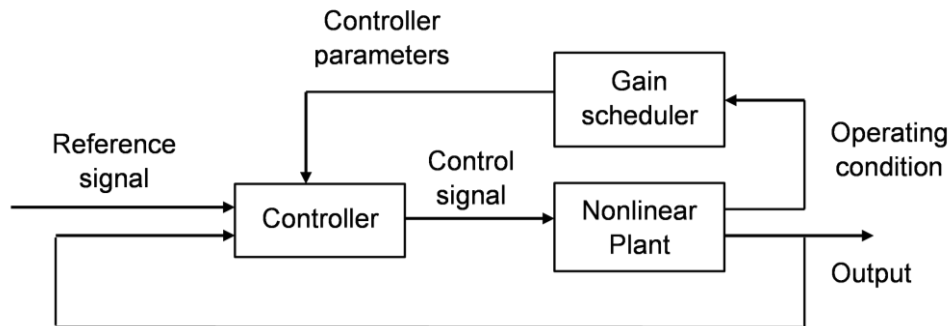 Controller
parameters
Gain
scheduler
Operating
condition
Reference
signal
Control
signal
Controller
Nonlinear
Plant
Output